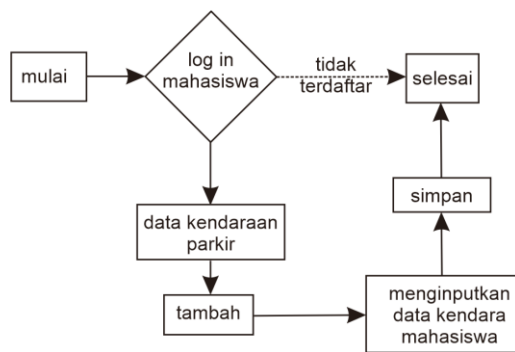 mulai
log in
mahasiswa
tidak
terdaftar
selesai
data kendaraan
parkir
tambah
menginputkan
data kendara
mahasiswa
simpan